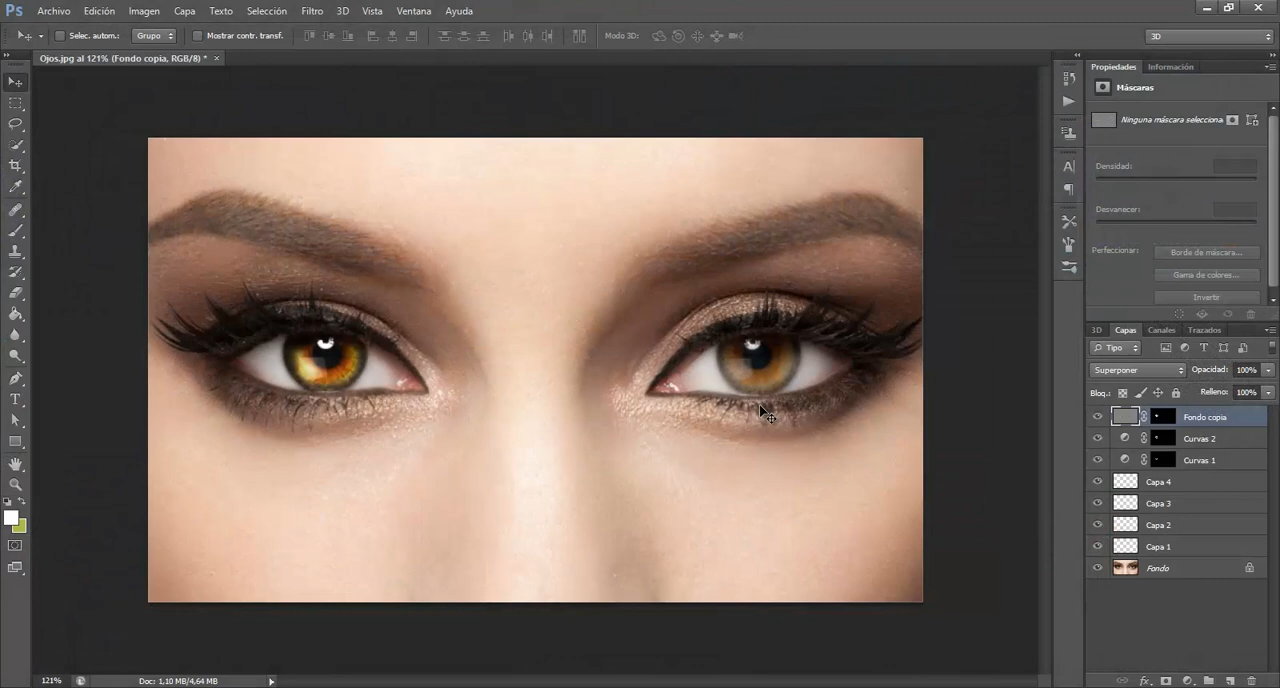 Ps Archivo Edición Imagen Capa Texto Selección Filtro 3D Vista Ventana Ayuda
Selec. autom.: Grupo Mostrar contr. transf. Modo 3D: 3D
Ojos.jpg al 121% (Fondo copia, RGB/8) * ×
Propiedades Información
Máscaras
Ninguna máscara selecciona
Densidad:
Desvanecer:
Perfeccionar: Borde de máscara...
Gama de colores...
Invertir
3D Capas Canales Trazados
Tipo
Superponer Opacidad: 100%
Bloq.: Relleno: 100%
Fondo copia
Curvas 2
Curvas 1
Capa 4
Capa 3
Capa 2
Capa 1
Fondo
121% Doc: 1,10 MB/4,64 MB